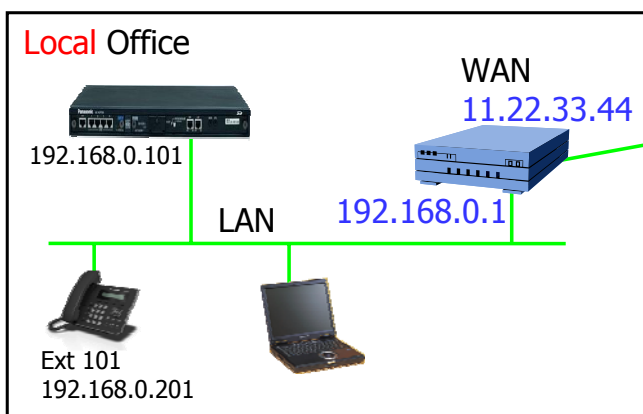 Local Office
WAN
11.22.33.44
Panasonic
192.168.0.101
192.168.0.1
LAN
Ext 101
192.168.0.201